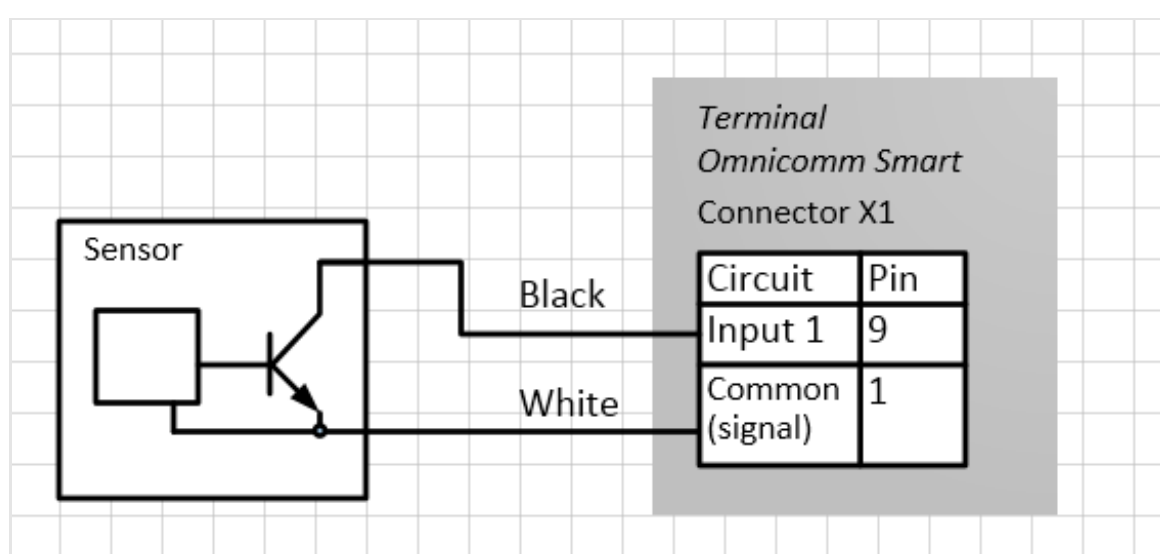 Terminal
Omnicomm Smart
Connector X1
Sensor
Circuit Pin
Black
Input 1 9
White
Common 1
(signal)